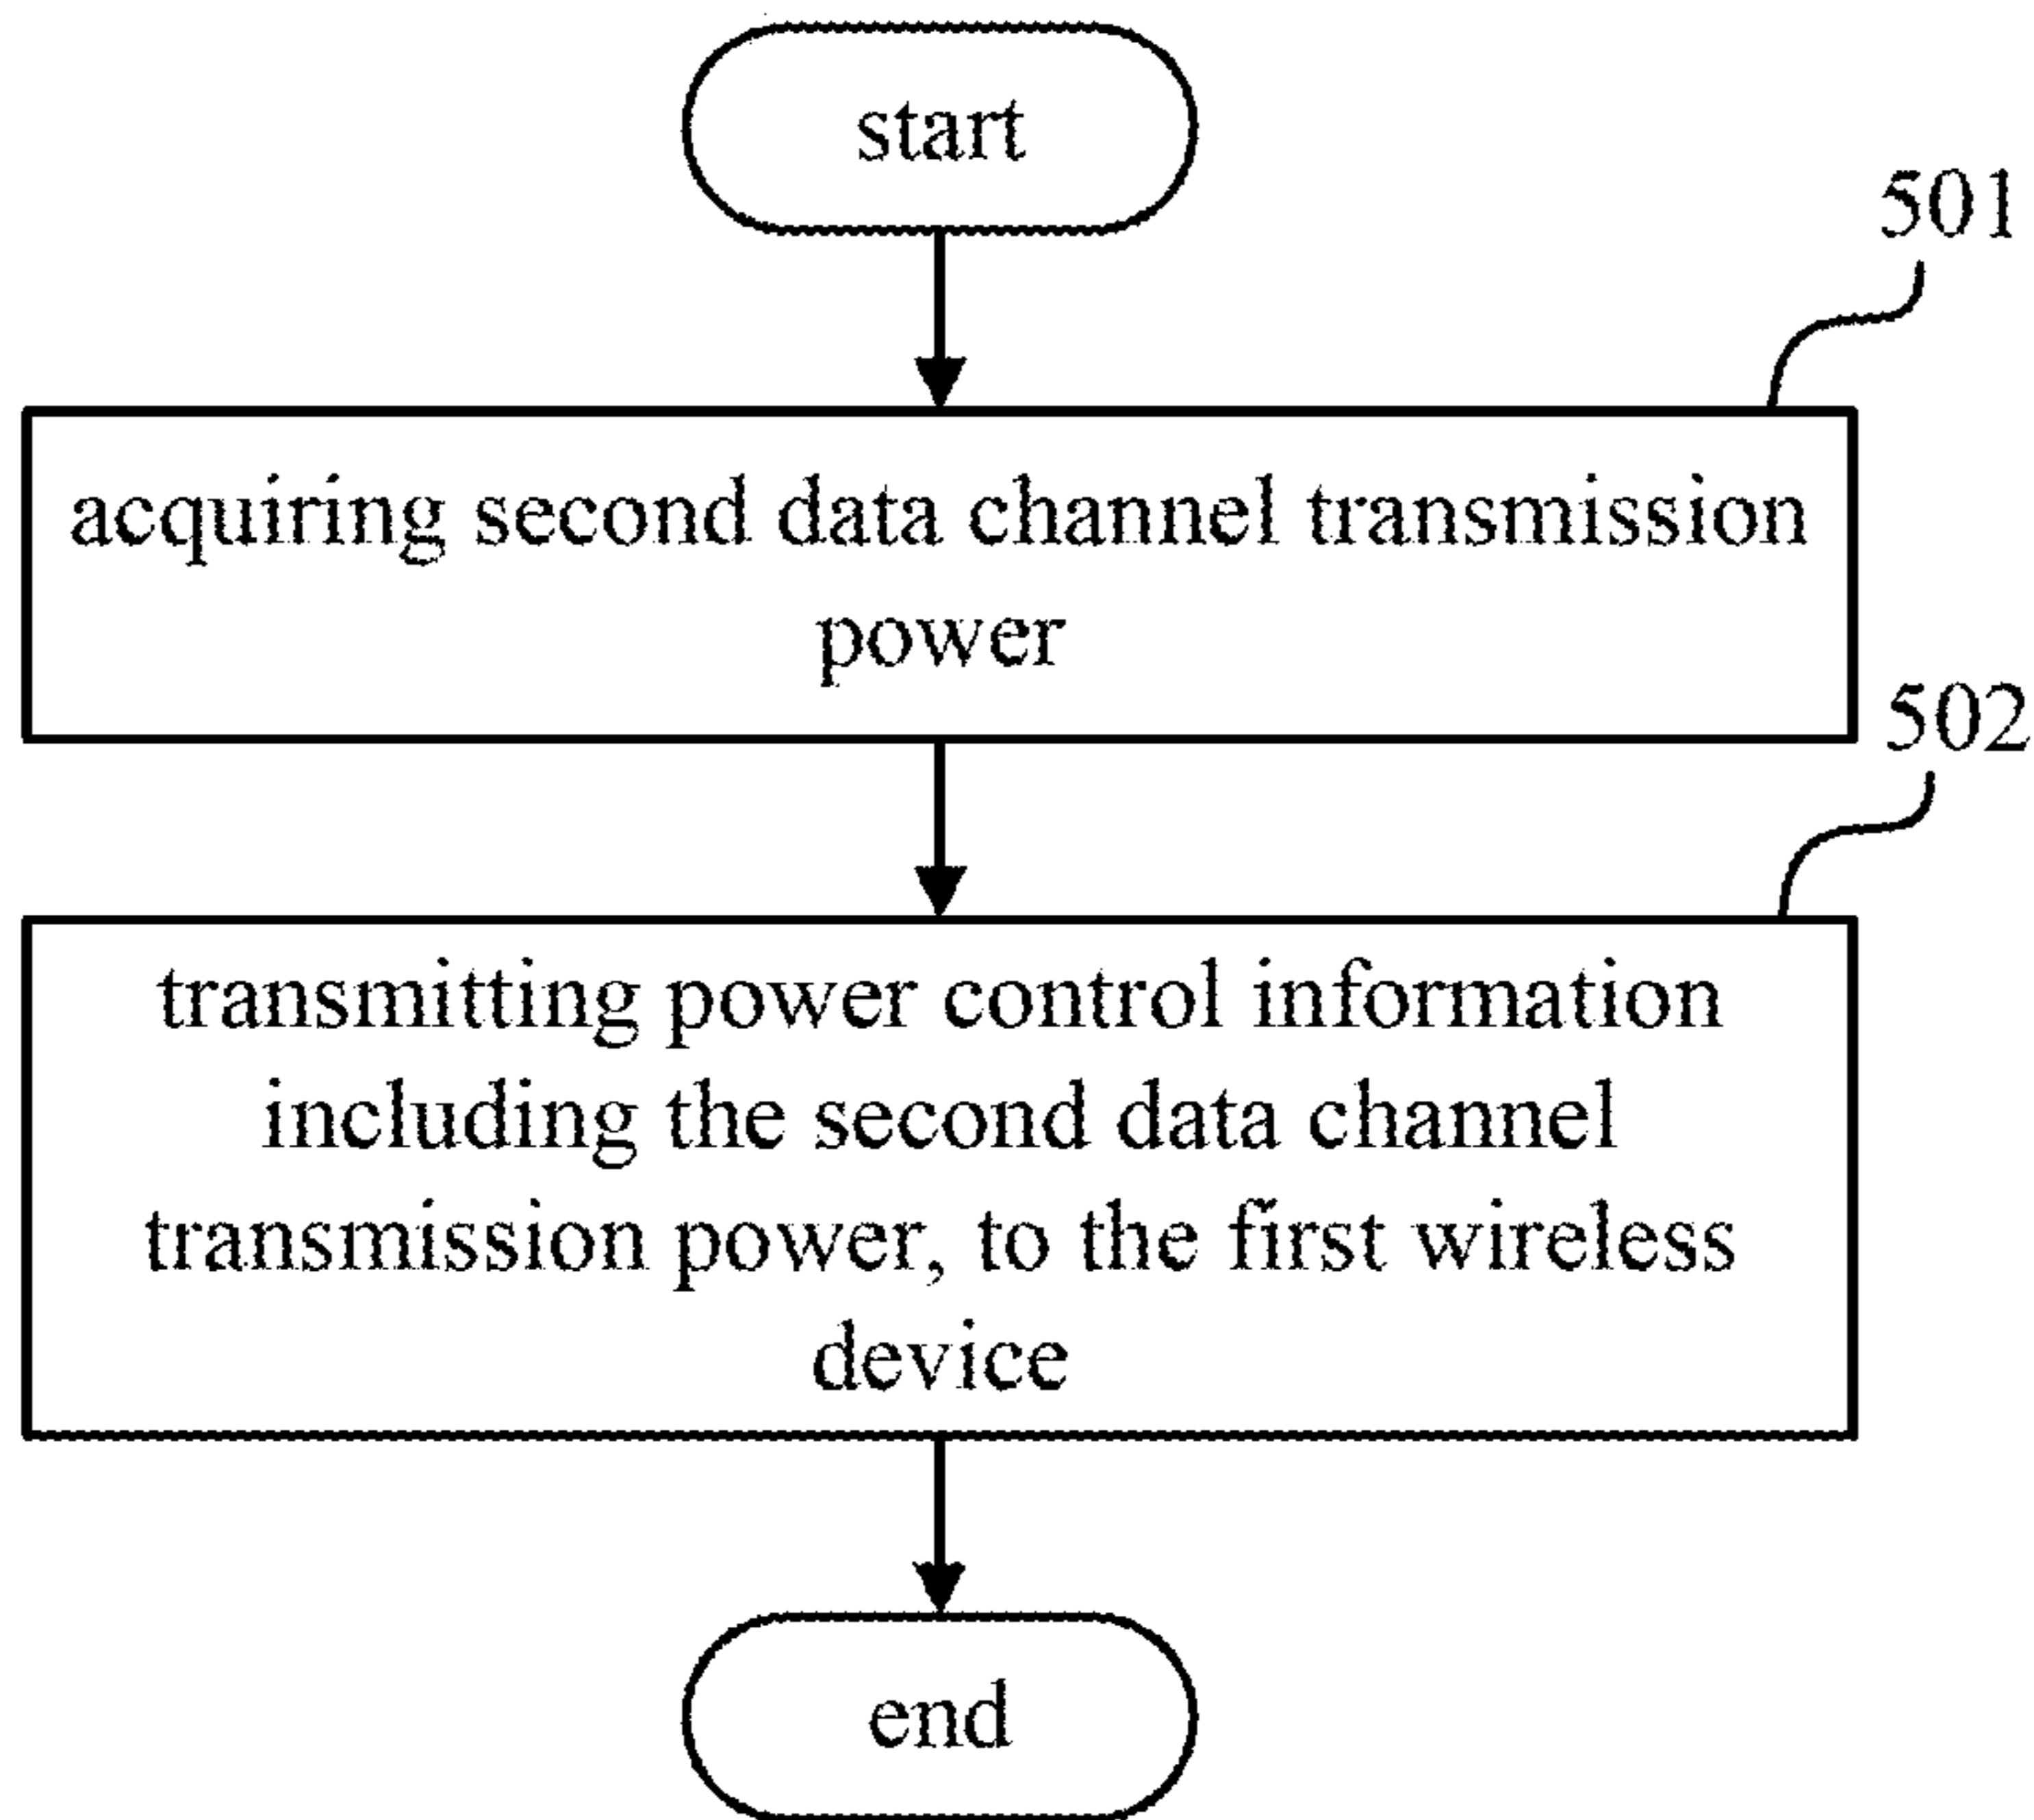 start
501
acquiring second data channel transmission
power
502
transmitting power control information
including the second data channel
transmission power, to the first wireless
device
end